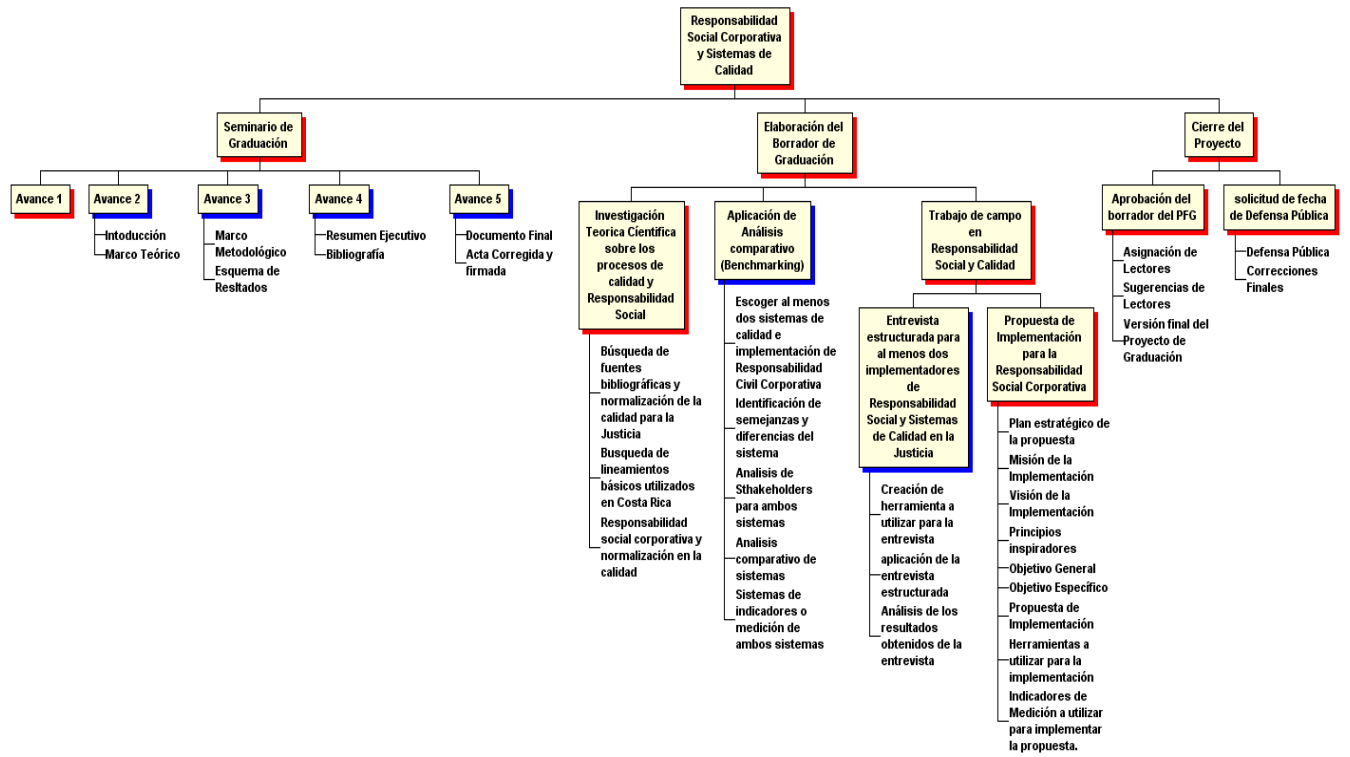 Responsabilidad
Social Corporativa
y Sistemas de
Calidad
Seminario de
Graduación
Elaboración del
Borrador de
Graduación
Cierre del
Proyecto
Avance 1
Avance 2
Intoducción
Marco Teórico
Avance 3
Marco
Metodológico
Esquema de
Resltados
Avance 4
Resumen Ejecutivo
Bibliografía
Avance 5
Documento Final
Acta Corregida y
firmada
Investigación
Teorica Científica
sobre los
procesos de
calidad y
Responsabilidad
Social
Búsqueda de
fuentes
bibliográficas y
normalización de la
calidad para la
Justicia
Busqueda de
lineamientos
básicos utilizados
en Costa Rica
Responsabilidad
social corporativa y
normalización en la
calidad
Aplicación de
Análisis
comparativo
(Benchmarking)
Escoger al menos
dos sistemas de
calidad e
implementación de
Responsabilidad
Civil Corporativa
Identificación de
semejanzas y
diferencias del
sistema
Analisis de
Sthakeholders
para ambos
sistemas
Analisis
comparativo de
sistemas
Sistemas de
indicadores o
medición de
ambos sistemas
Trabajo de campo
en
Responsabilidad
Social y Calidad
Entrevista
estructurada para
al menos dos
implementadores
de
Responsabilidad
Social y Sistemas
de Calidad en la
Justicia
Creación de
herramienta a
utilizar para la
entrevista
aplicación de la
entrevista
estructurada
Análisis de los
resultados
obtenidos de la
entrevista
Propuesta de
Implementación
para la
Responsabilidad
Social Corporativa
Plan estratégico de
la propuesta
Misión de la
Implementación
Visión de la
Implementación
Principios
inspiradores
Objetivo General
Objetivo Específico
Propuesta de
Implementación
Herramientas a
utilizar para la
implementación
Indicadores de
Medición a utilizar
para implementar
la propuesta.
Aprobación del
borrador del PFG
Asignación de
Lectores
Sugerencias de
Lectores
Versión final del
Proyecto de
Graduación
solicitud de fecha
de Defensa Pública
Defensa Pública
Correcciones
Finales